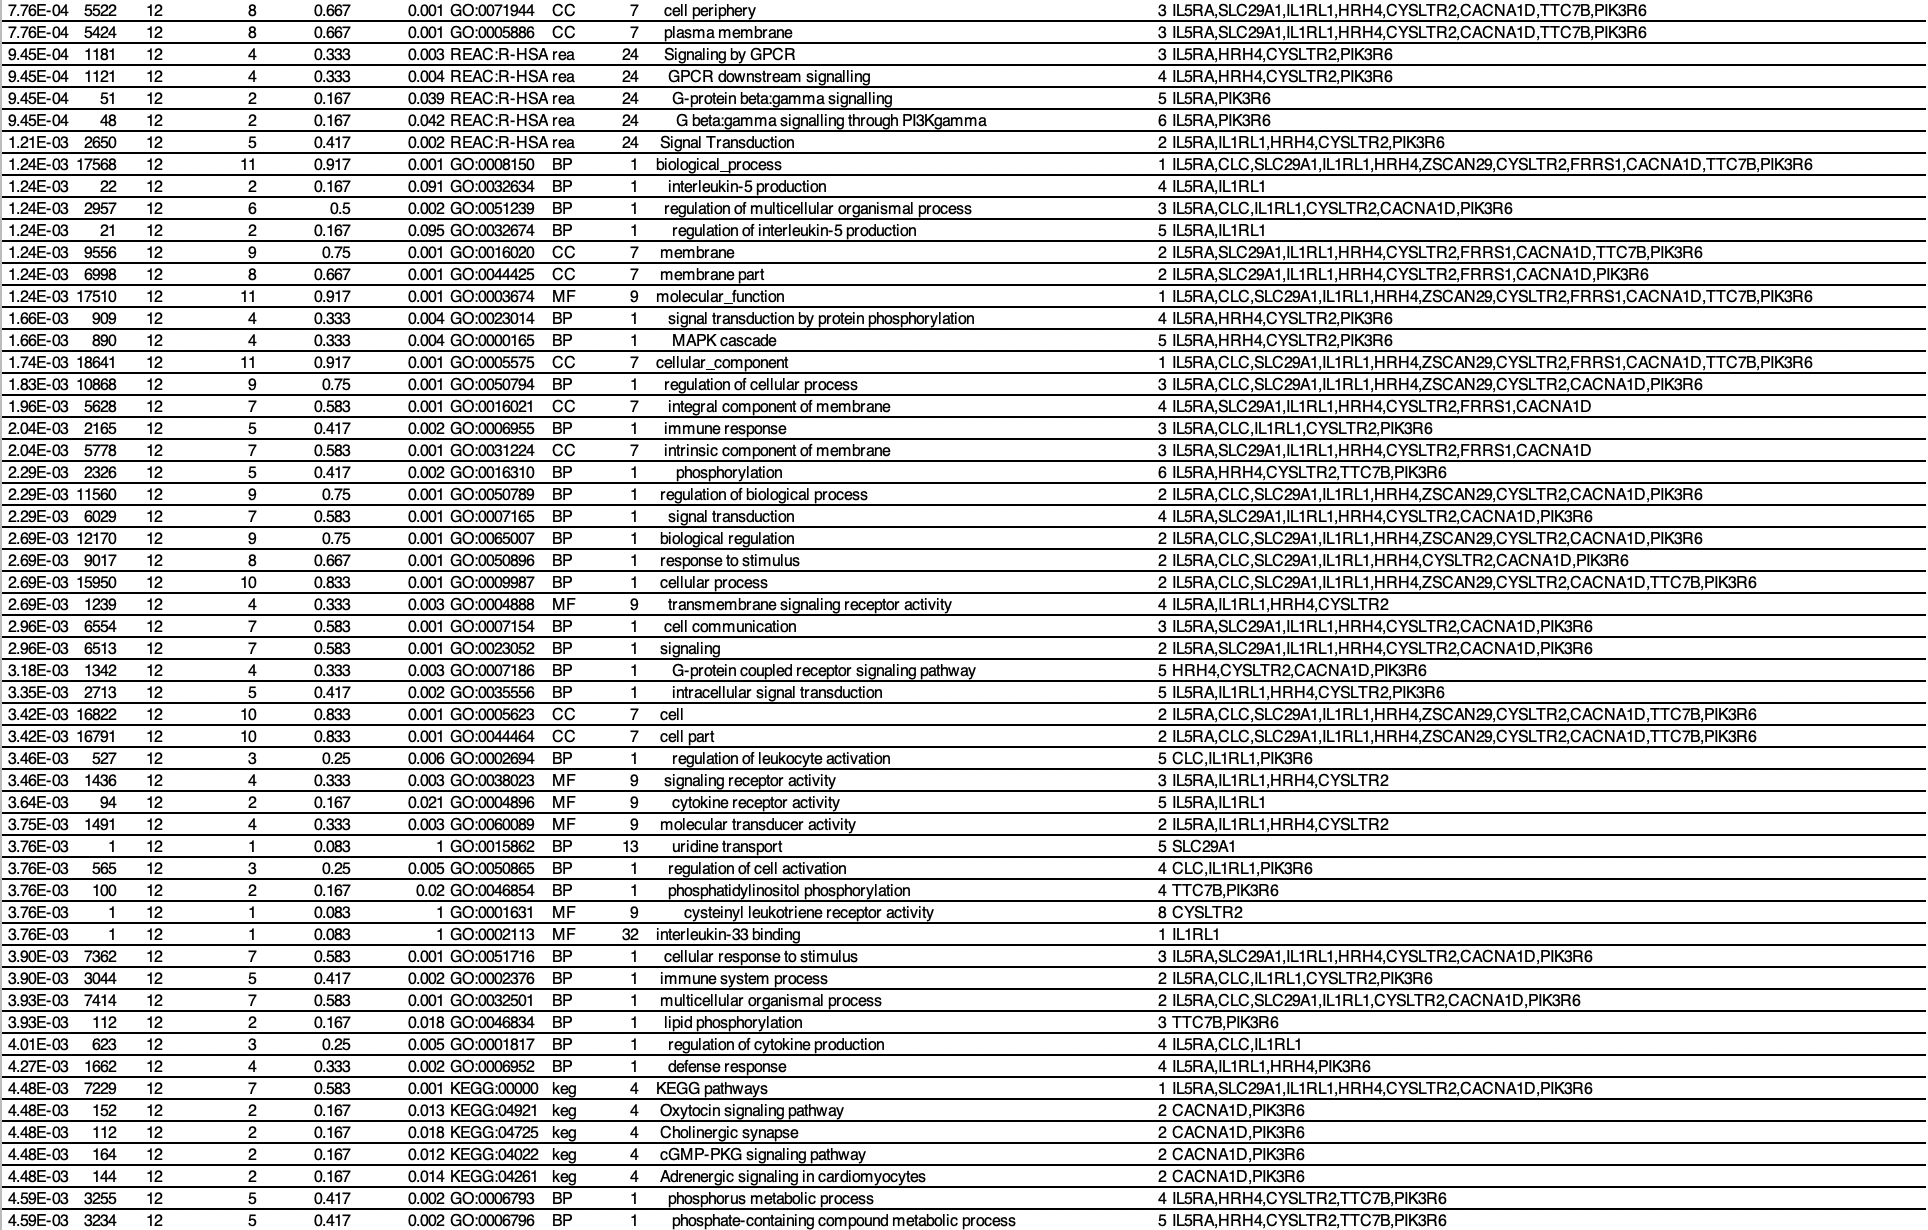 7.76E-04 5522 12 8 0.667 0.001 GO:0071944 CC 7 cell periphery 3 IL5RA,SLC29A1,IL1RL1,HRH4,CYSLTR2,CACNA1D,TTC7B,PIK3R6
7.76E-04 5424 12 8 0.667 0.001 GO:0005886 CC 7 plasma membrane 3 IL5RA,SLC29A1,IL1RL1,HRH4,CYSLTR2,CACNA1D,TTC7B,PIK3R6
9.45E-04 1181 12 4 0.333 0.003 REAC:R-HSA rea 24 Signaling by GPCR 3 IL5RA,HRH4,CYSLTR2,PIK3R6
9.45E-04 1121 12 4 0.333 0.004 REAC:R-HSA rea 24 GPCR downstream signalling 4 IL5RA,HRH4,CYSLTR2,PIK3R6
9.45E-04 51 12 2 0.167 0.039 REAC:R-HSA rea 24 G-protein beta:gamma signalling 5 IL5RA,PIK3R6
9.45E-04 48 12 2 0.167 0.042 REAC:R-HSA rea 24 G beta:gamma signalling through PI3Kgamma 6 IL5RA,PIK3R6
1.21E-03 2650 12 5 0.417 0.002 REAC:R-HSA rea 24 Signal Transduction 2 IL5RA,IL1RL1,HRH4,CYSLTR2,PIK3R6
1.24E-03 17568 12 11 0.917 0.001 GO:0008150 BP 1 biological_process 1 IL5RA,CLC,SLC29A1,IL1RL1,HRH4,ZSCAN29,CYSLTR2,FRRS1,CACNA1D,TTC7B,PIK3R6
1.24E-03 22 12 2 0.167 0.091 GO:0032634 BP 1 interleukin-5 production 4 IL5RA,IL1RL1
1.24E-03 2957 12 6 0.5 0.002 GO:0051239 BP 1 regulation of multicellular organismal process 3 IL5RA,CLC,IL1RL1,CYSLTR2,CACNA1D,PIK3R6
1.24E-03 21 12 2 0.167 0.095 GO:0032674 BP 1 regulation of interleukin-5 production 5 IL5RA,IL1RL1
1.24E-03 9556 12 9 0.75 0.001 GO:0016020 CC 7 membrane 2 IL5RA,SLC29A1,IL1RL1,HRH4,CYSLTR2,FRRS1,CACNA1D,TTC7B,PIK3R6
1.24E-03 6998 12 8 0.667 0.001 GO:0044425 CC 7 membrane part 2 IL5RA,SLC29A1,IL1RL1,HRH4,CYSLTR2,FRRS1,CACNA1D,PIK3R6
1.24E-03 17510 12 11 0.917 0.001 GO:0003674 MF 9 molecular_function 1 IL5RA,CLC,SLC29A1,IL1RL1,HRH4,ZSCAN29,CYSLTR2,FRRS1,CACNA1D,TTC7B,PIK3R6
1.66E-03 909 12 4 0.333 0.004 GO:0023014 BP 1 signal transduction by protein phosphorylation 4 IL5RA,HRH4,CYSLTR2,PIK3R6
1.66E-03 890 12 4 0.333 0.004 GO:0000165 BP 1 MAPK cascade 5 IL5RA,HRH4,CYSLTR2,PIK3R6
1.74E-03 18641 12 11 0.917 0.001 GO:0005575 CC 7 cellular_component 1 IL5RA,CLC,SLC29A1,IL1RL1,HRH4,ZSCAN29,CYSLTR2,FRRS1,CACNA1D,TTC7B,PIK3R6
1.83E-03 10868 12 9 0.75 0.001 GO:0050794 BP 1 regulation of cellular process 3 IL5RA,CLC,SLC29A1,IL1RL1,HRH4,ZSCAN29,CYSLTR2,CACNA1D,PIK3R6
1.96E-03 5628 12 7 0.583 0.001 GO:0016021 CC 7 integral component of membrane 4 IL5RA,SLC29A1,IL1RL1,HRH4,CYSLTR2,FRRS1,CACNA1D
2.04E-03 2165 12 5 0.417 0.002 GO:0006955 BP 1 immune response 3 IL5RA,CLC,IL1RL1,CYSLTR2,PIK3R6
2.04E-03 5778 12 7 0.583 0.001 GO:0031224 CC 7 intrinsic component of membrane 3 IL5RA,SLC29A1,IL1RL1,HRH4,CYSLTR2,FRRS1,CACNA1D
2.29E-03 2326 12 5 0.417 0.002 GO:0016310 BP 1 phosphorylation 6 IL5RA,HRH4,CYSLTR2,TTC7B,PIK3R6
2.29E-03 11560 12 9 0.75 0.001 GO:0050789 BP 1 regulation of biological process 2 IL5RA,CLC,SLC29A1,IL1RL1,HRH4,ZSCAN29,CYSLTR2,CACNA1D,PIK3R6
2.29E-03 6029 12 7 0.583 0.001 GO:0007165 BP 1 signal transduction 4 IL5RA,SLC29A1,IL1RL1,HRH4,CYSLTR2,CACNA1D,PIK3R6
2.69E-03 12170 12 9 0.75 0.001 GO:0065007 BP 1 biological regulation 2 IL5RA,CLC,SLC29A1,IL1RL1,HRH4,ZSCAN29,CYSLTR2,CACNA1D,PIK3R6
2.69E-03 9017 12 8 0.667 0.001 GO:0050896 BP 1 response to stimulus 2 IL5RA,CLC,SLC29A1,IL1RL1,HRH4,CYSLTR2,CACNA1D,PIK3R6
2.69E-03 15950 12 10 0.833 0.001 GO:0009987 BP 1 cellular process 2 IL5RA,CLC,SLC29A1,IL1RL1,HRH4,ZSCAN29,CYSLTR2,CACNA1D,TTC7B,PIK3R6
2.69E-03 1239 12 4 0.333 0.003 GO:0004888 MF 9 transmembrane signaling receptor activity 4 IL5RA,IL1RL1,HRH4,CYSLTR2
2.96E-03 6554 12 7 0.583 0.001 GO:0007154 BP 1 cell communication 3 IL5RA,SLC29A1,IL1RL1,HRH4,CYSLTR2,CACNA1D,PIK3R6
2.96E-03 6513 12 7 0.583 0.001 GO:0023052 BP 1 signaling 2 IL5RA,SLC29A1,IL1RL1,HRH4,CYSLTR2,CACNA1D,PIK3R6
3.18E-03 1342 12 4 0.333 0.003 GO:0007186 BP 1 G-protein coupled receptor signaling pathway 5 HRH4,CYSLTR2,CACNA1D,PIK3R6
3.35E-03 2713 12 5 0.417 0.002 GO:0035556 BP 1 intracellular signal transduction 5 IL5RA,IL1RL1,HRH4,CYSLTR2,PIK3R6
3.42E-03 16822 12 10 0.833 0.001 GO:0005623 CC 7 cell 2 IL5RA,CLC,SLC29A1,IL1RL1,HRH4,ZSCAN29,CYSLTR2,CACNA1D,TTC7B,PIK3R6
3.42E-03 16791 12 10 0.833 0.001 GO:0044464 CC 7 cell part 2 IL5RA,CLC,SLC29A1,IL1RL1,HRH4,ZSCAN29,CYSLTR2,CACNA1D,TTC7B,PIK3R6
3.46E-03 527 12 3 0.25 0.006 GO:0002694 BP 1 regulation of leukocyte activation 5 CLC,IL1RL1,PIK3R6
3.46E-03 1436 12 4 0.333 0.003 GO:0038023 MF 9 signaling receptor activity 3 IL5RA,IL1RL1,HRH4,CYSLTR2
3.64E-03 94 12 2 0.167 0.021 GO:0004896 MF 9 cytokine receptor activity 5 IL5RA,IL1RL1
3.75E-03 1491 12 4 0.333 0.003 GO:0060089 MF 9 molecular transducer activity 2 IL5RA,IL1RL1,HRH4,CYSLTR2
3.76E-03 1 12 1 0.083 1 GO:0015862 BP 13 uridine transport 5 SLC29A1
3.76E-03 565 12 3 0.25 0.005 GO:0050865 BP 1 regulation of cell activation 4 CLC,IL1RL1,PIK3R6
3.76E-03 100 12 2 0.167 0.02 GO:0046854 BP 1 phosphatidylinositol phosphorylation 4 TTC7B,PIK3R6
3.76E-03 1 12 1 0.083 1 GO:0001631 MF 9 cysteinyl leukotriene receptor activity 8 CYSLTR2
3.76E-03 1 12 1 0.083 1 GO:0002113 MF 32 interleukin-33 binding 1 IL1RL1
3.90E-03 7362 12 7 0.583 0.001 GO:0051716 BP 1 cellular response to stimulus 3 IL5RA,SLC29A1,IL1RL1,HRH4,CYSLTR2,CACNA1D,PIK3R6
3.90E-03 3044 12 5 0.417 0.002 GO:0002376 BP 1 immune system process 2 IL5RA,CLC,IL1RL1,CYSLTR2,PIK3R6
3.93E-03 7414 12 7 0.583 0.001 GO:0032501 BP 1 multicellular organismal process 2 IL5RA,CLC,SLC29A1,IL1RL1,CYSLTR2,CACNA1D,PIK3R6
3.93E-03 112 12 2 0.167 0.018 GO:0046834 BP 1 lipid phosphorylation 3 TTC7B,PIK3R6
4.01E-03 623 12 3 0.25 0.005 GO:0001817 BP 1 regulation of cytokine production 4 IL5RA,CLC,IL1RL1
4.27E-03 1662 12 4 0.333 0.002 GO:0006952 BP 1 defense response 4 IL5RA,IL1RL1,HRH4,PIK3R6
4.48E-03 7229 12 7 0.583 0.001 KEGG:00000 keg 4 KEGG pathways 1 IL5RA,SLC29A1,IL1RL1,HRH4,CYSLTR2,CACNA1D,PIK3R6
4.48E-03 152 12 2 0.167 0.013 KEGG:04921 keg 4 Oxytocin signaling pathway 2 CACNA1D,PIK3R6
4.48E-03 112 12 2 0.167 0.018 KEGG:04725 keg 4 Cholinergic synapse 2 CACNA1D,PIK3R6
4.48E-03 164 12 2 0.167 0.012 KEGG:04022 keg 4 cGMP-PKG signaling pathway 2 CACNA1D,PIK3R6
4.48E-03 144 12 2 0.167 0.014 KEGG:04261 keg 4 Adrenergic signaling in cardiomyocytes 2 CACNA1D,PIK3R6
4.59E-03 3255 12 5 0.417 0.002 GO:0006793 BP 1 phosphorus metabolic process 4 IL5RA,HRH4,CYSLTR2,TTC7B,PIK3R6
4.59E-03 3234 12 5 0.417 0.002 GO:0006796 BP 1 phosphate-containing compound metabolic process 5 IL5RA,HRH4,CYSLTR2,TTC7B,PIK3R6